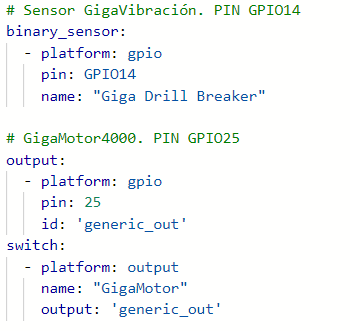 # Sensor GigaVibración. PIN GPIO14
binary_sensor:
  - platform: gpio
    pin: GPIO14
    name: "Giga Drill Breaker"

# GigaMotor4000. PIN GPIO25
output:
  - platform: gpio
    pin: 25
    id: 'generic_out'
switch:
  - platform: output
    name: "GigaMotor"
    output: 'generic_out'